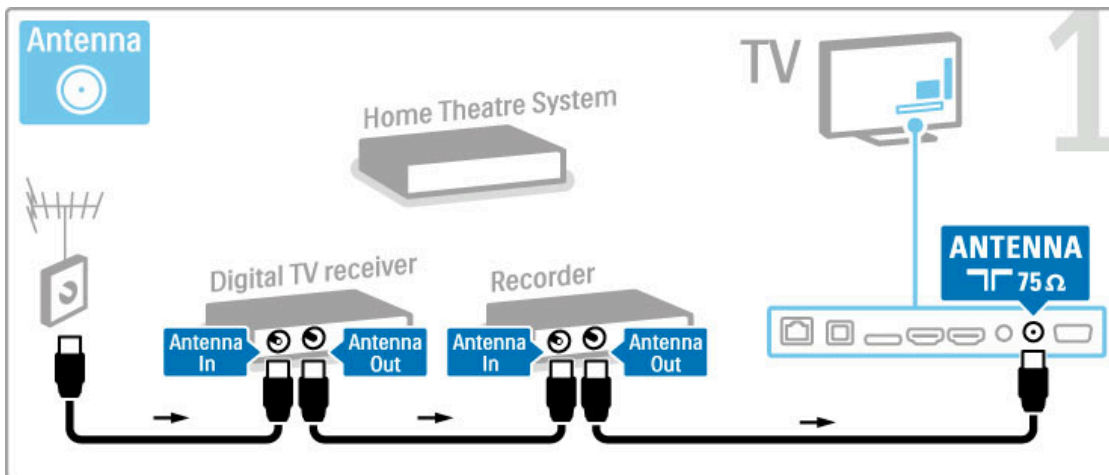 Antenna
TV
1
Home Theatre System
Digital TV receiver
Recorder
ANTENNA
75 Ω
Antenna
In
Antenna
Out
Antenna
In
Antenna
Out